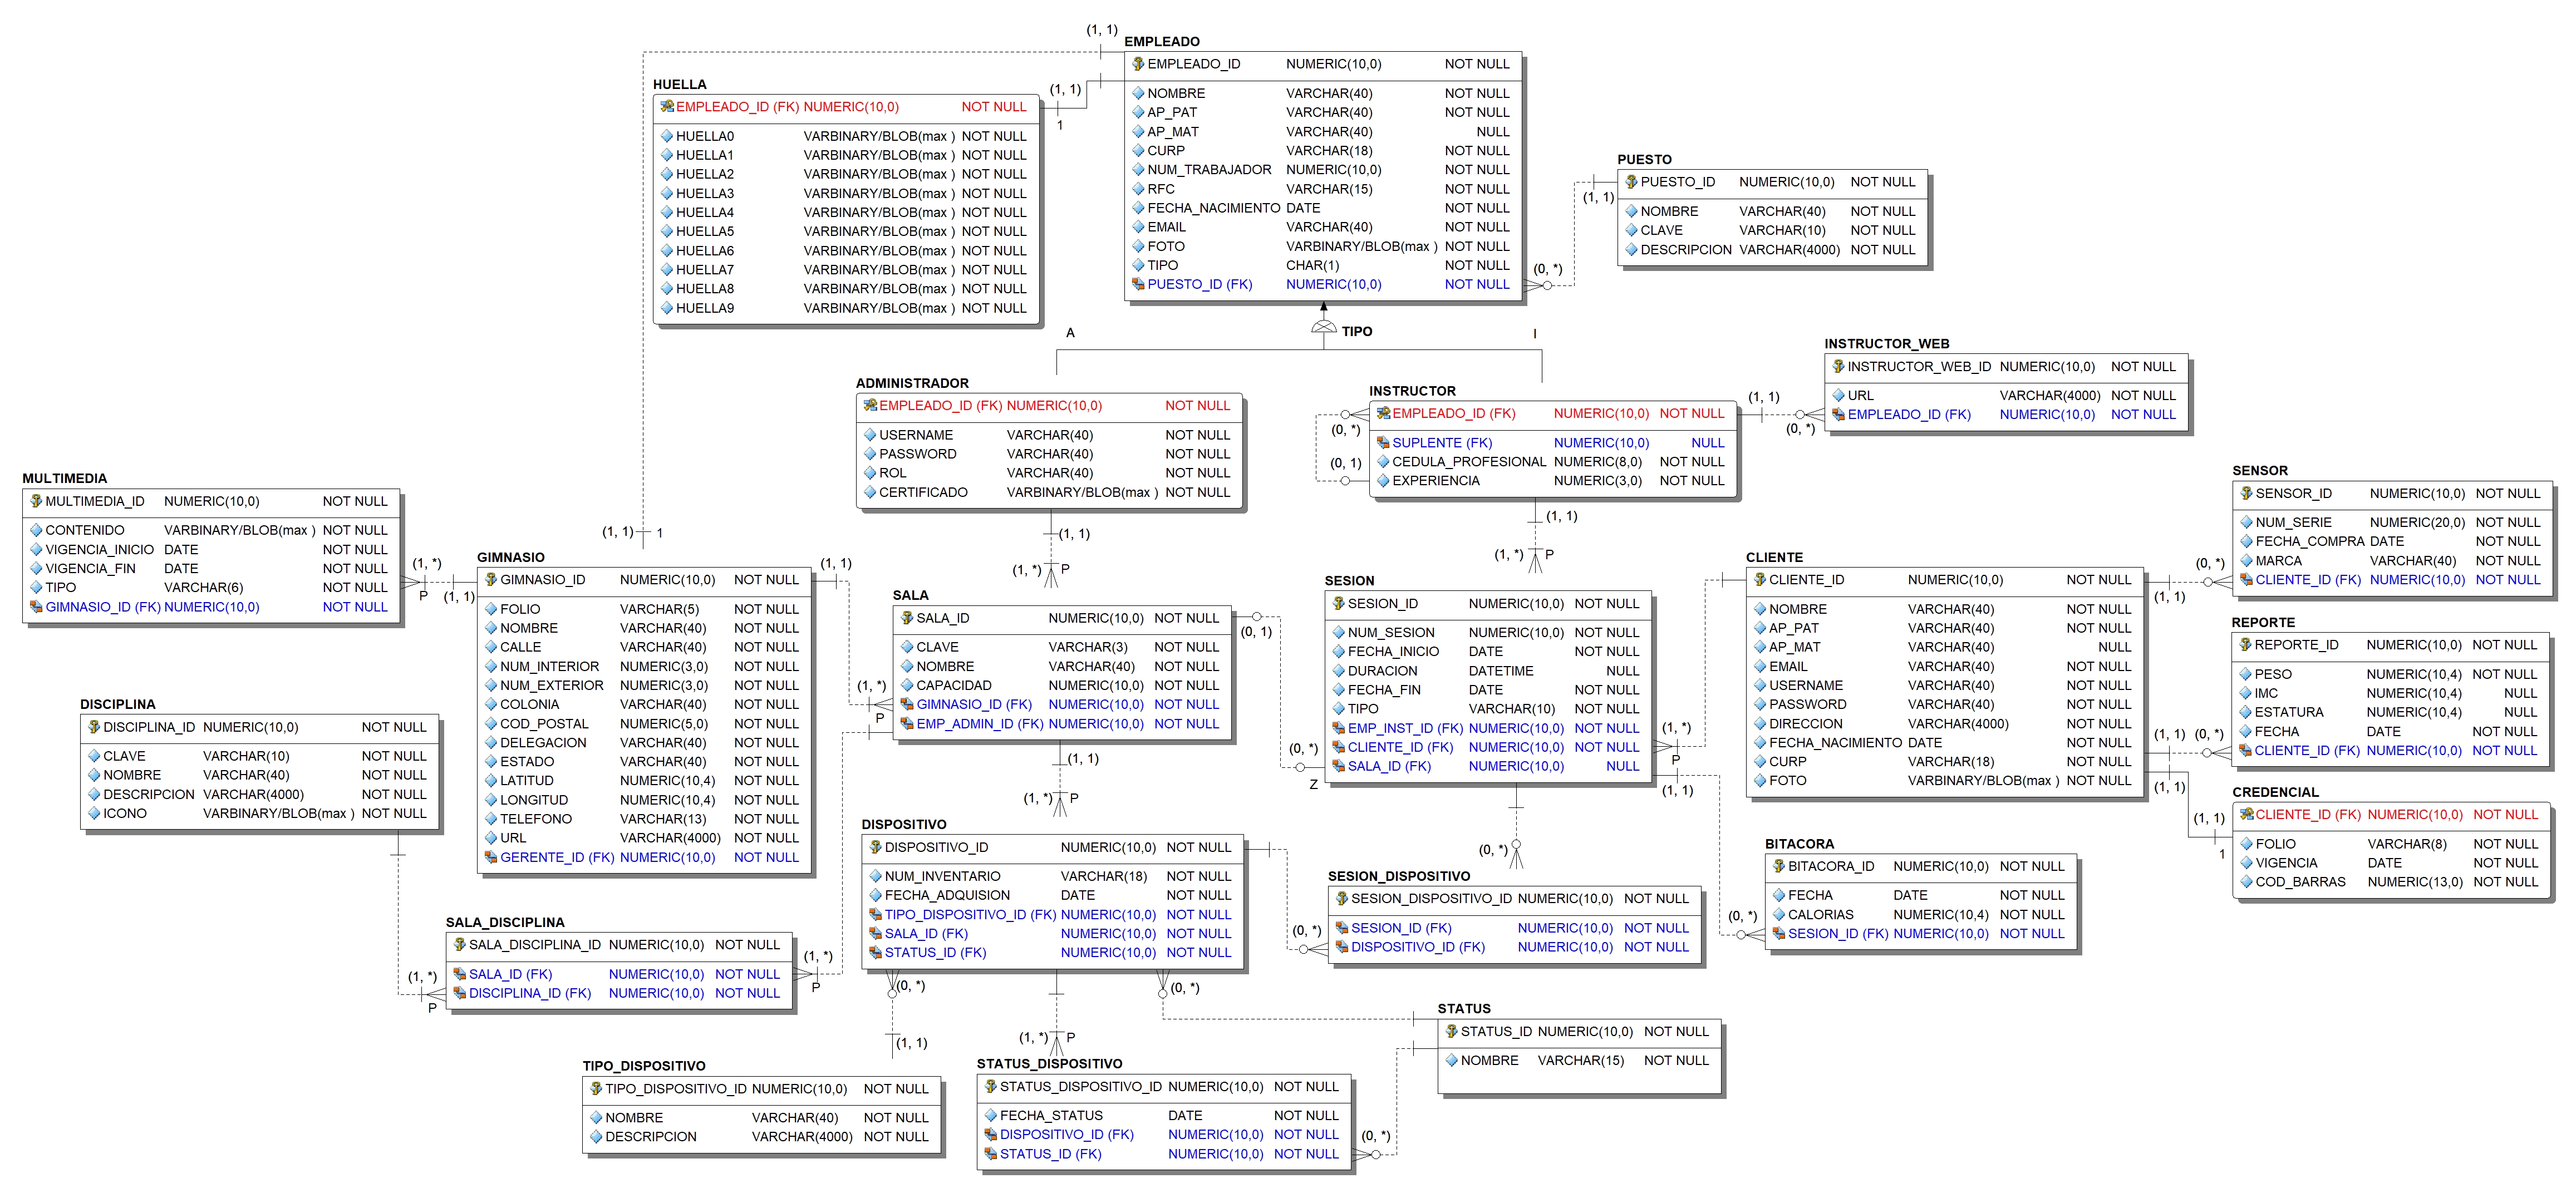 EMPLEADO
EMPLEADO_ID NUMERIC(10,0) NOT NULL
NOMBRE VARCHAR(40) NOT NULL
AP_PAT VARCHAR(40) NOT NULL
AP_MAT VARCHAR(40) NULL
CURP VARCHAR(18) NOT NULL
NUM_TRABAJADOR NUMERIC(10,0) NOT NULL
RFC VARCHAR(15) NOT NULL
FECHA_NACIMIENTO DATE NOT NULL
EMAIL VARCHAR(40) NOT NULL
FOTO VARBINARY/BLOB(max ) NOT NULL
TIPO CHAR(1) NOT NULL
PUESTO_ID (FK) NUMERIC(10,0) NOT NULL
(1, 1)
(1, 1)
1
HUELLA
EMPLEADO_ID (FK) NUMERIC(10,0) NOT NULL
HUELLA0 VARBINARY/BLOB(max ) NOT NULL
HUELLA1 VARBINARY/BLOB(max ) NOT NULL
HUELLA2 VARBINARY/BLOB(max ) NOT NULL
HUELLA3 VARBINARY/BLOB(max ) NOT NULL
HUELLA4 VARBINARY/BLOB(max ) NOT NULL
HUELLA5 VARBINARY/BLOB(max ) NOT NULL
HUELLA6 VARBINARY/BLOB(max ) NOT NULL
HUELLA7 VARBINARY/BLOB(max ) NOT NULL
HUELLA8 VARBINARY/BLOB(max ) NOT NULL
HUELLA9 VARBINARY/BLOB(max ) NOT NULL
PUESTO
PUESTO_ID NUMERIC(10,0) NOT NULL
NOMBRE VARCHAR(40) NOT NULL
CLAVE VARCHAR(10) NOT NULL
DESCRIPCION VARCHAR(4000) NOT NULL
(1, 1)
(0, *)
A
TIPO
I
INSTRUCTOR_WEB
INSTRUCTOR_WEB_ID NUMERIC(10,0) NOT NULL
URL VARCHAR(4000) NOT NULL
EMPLEADO_ID (FK) NUMERIC(10,0) NOT NULL
(1, 1)
(0, *)
ADMINISTRADOR
EMPLEADO_ID (FK) NUMERIC(10,0) NOT NULL
USERNAME VARCHAR(40) NOT NULL
PASSWORD VARCHAR(40) NOT NULL
ROL VARCHAR(40) NOT NULL
CERTIFICADO VARBINARY/BLOB(max ) NOT NULL
(1, 1)
(1, *) P
INSTRUCTOR
EMPLEADO_ID (FK) NUMERIC(10,0) NOT NULL
SUPLENTE (FK) NUMERIC(10,0) NULL
CEDULA_PROFESIONAL NUMERIC(8,0) NOT NULL
EXPERIENCIA NUMERIC(3,0) NOT NULL
(0, *)
(0, 1)
(1, 1)
(1, *) P
MULTIMEDIA
MULTIMEDIA_ID NUMERIC(10,0) NOT NULL
CONTENIDO VARBINARY/BLOB(max ) NOT NULL
VIGENCIA_INICIO DATE NOT NULL
VIGENCIA_FIN DATE NOT NULL
TIPO VARCHAR(6) NOT NULL
GIMNASIO_ID (FK) NUMERIC(10,0) NOT NULL
(1, *)
P
(1, 1)
(1, 1) 1
GIMNASIO
GIMNASIO_ID NUMERIC(10,0) NOT NULL
FOLIO VARCHAR(5) NOT NULL
NOMBRE VARCHAR(40) NOT NULL
CALLE VARCHAR(40) NOT NULL
NUM_INTERIOR NUMERIC(3,0) NOT NULL
NUM_EXTERIOR NUMERIC(3,0) NOT NULL
COLONIA VARCHAR(40) NOT NULL
COD_POSTAL NUMERIC(5,0) NOT NULL
DELEGACION VARCHAR(40) NOT NULL
ESTADO VARCHAR(40) NOT NULL
LATITUD NUMERIC(10,4) NOT NULL
LONGITUD NUMERIC(10,4) NOT NULL
TELEFONO VARCHAR(13) NOT NULL
URL VARCHAR(4000) NOT NULL
GERENTE_ID (FK) NUMERIC(10,0) NOT NULL
(1, 1)
(1, *)
P
SALA
SALA_ID NUMERIC(10,0) NOT NULL
CLAVE VARCHAR(3) NOT NULL
NOMBRE VARCHAR(40) NOT NULL
CAPACIDAD NUMERIC(10,0) NOT NULL
GIMNASIO_ID (FK) NUMERIC(10,0) NOT NULL
EMP_ADMIN_ID (FK) NUMERIC(10,0) NOT NULL
(0, 1)
(0, *)
Z
(1, 1)
(1, *) P
SESION
SESION_ID NUMERIC(10,0) NOT NULL
NUM_SESION NUMERIC(10,0) NOT NULL
FECHA_INICIO DATE NOT NULL
DURACION DATETIME NULL
FECHA_FIN DATE NOT NULL
TIPO VARCHAR(10) NOT NULL
EMP_INST_ID (FK) NUMERIC(10,0) NOT NULL
CLIENTE_ID (FK) NUMERIC(10,0) NOT NULL
SALA_ID (FK) NUMERIC(10,0) NULL
(1, *)
P
(1, 1)
(0, *)
CLIENTE
CLIENTE_ID NUMERIC(10,0) NOT NULL
NOMBRE VARCHAR(40) NOT NULL
AP_PAT VARCHAR(40) NOT NULL
AP_MAT VARCHAR(40) NULL
EMAIL VARCHAR(40) NOT NULL
USERNAME VARCHAR(40) NOT NULL
PASSWORD VARCHAR(40) NOT NULL
DIRECCION VARCHAR(4000) NOT NULL
FECHA_NACIMIENTO DATE NOT NULL
CURP VARCHAR(18) NOT NULL
FOTO VARBINARY/BLOB(max ) NOT NULL
SENSOR
SENSOR_ID NUMERIC(10,0) NOT NULL
NUM_SERIE NUMERIC(20,0) NOT NULL
FECHA_COMPRA DATE NOT NULL
MARCA VARCHAR(40) NOT NULL
CLIENTE_ID (FK) NUMERIC(10,0) NOT NULL
(0, *)
(1, 1)
REPORTE
REPORTE_ID NUMERIC(10,0) NOT NULL
PESO NUMERIC(10,4) NOT NULL
IMC NUMERIC(10,4) NULL
ESTATURA NUMERIC(10,4) NULL
FECHA DATE NOT NULL
CLIENTE_ID (FK) NUMERIC(10,0) NOT NULL
(1, 1)
(0, *)
(1, 1)
CREDENCIAL
CLIENTE_ID (FK) NUMERIC(10,0) NOT NULL
FOLIO VARCHAR(8) NOT NULL
VIGENCIA DATE NOT NULL
COD_BARRAS NUMERIC(13,0) NOT NULL
(1, 1)
1
DISCIPLINA
DISCIPLINA_ID NUMERIC(10,0) NOT NULL
CLAVE VARCHAR(10) NOT NULL
NOMBRE VARCHAR(40) NOT NULL
DESCRIPCION VARCHAR(4000) NOT NULL
ICONO VARBINARY/BLOB(max ) NOT NULL
(1, *)
P
SALA_DISCIPLINA
SALA_DISCIPLINA_ID NUMERIC(10,0) NOT NULL
SALA_ID (FK) NUMERIC(10,0) NOT NULL
DISCIPLINA_ID (FK) NUMERIC(10,0) NOT NULL
(1, *)
P
DISPOSITIVO
DISPOSITIVO_ID NUMERIC(10,0) NOT NULL
NUM_INVENTARIO VARCHAR(18) NOT NULL
FECHA_ADQUISION DATE NOT NULL
TIPO_DISPOSITIVO_ID (FK) NUMERIC(10,0) NOT NULL
SALA_ID (FK) NUMERIC(10,0) NOT NULL
STATUS_ID (FK) NUMERIC(10,0) NOT NULL
(0, *)
(0, *)
(1, *) P
(1, 1)
SESION_DISPOSITIVO
SESION_DISPOSITIVO_ID NUMERIC(10,0) NOT NULL
SESION_ID (FK) NUMERIC(10,0) NOT NULL
DISPOSITIVO_ID (FK) NUMERIC(10,0) NOT NULL
(0, *)
BITACORA
BITACORA_ID NUMERIC(10,0) NOT NULL
FECHA DATE NOT NULL
CALORIAS NUMERIC(10,4) NOT NULL
SESION_ID (FK) NUMERIC(10,0) NOT NULL
(0, *)
STATUS
STATUS_ID NUMERIC(10,0) NOT NULL
NOMBRE VARCHAR(15) NOT NULL
TIPO_DISPOSITIVO
TIPO_DISPOSITIVO_ID NUMERIC(10,0) NOT NULL
NOMBRE VARCHAR(40) NOT NULL
DESCRIPCION VARCHAR(4000) NOT NULL
STATUS_DISPOSITIVO
STATUS_DISPOSITIVO_ID NUMERIC(10,0) NOT NULL
FECHA_STATUS DATE NOT NULL
DISPOSITIVO_ID (FK) NUMERIC(10,0) NOT NULL
STATUS_ID (FK) NUMERIC(10,0) NOT NULL
(0, *)